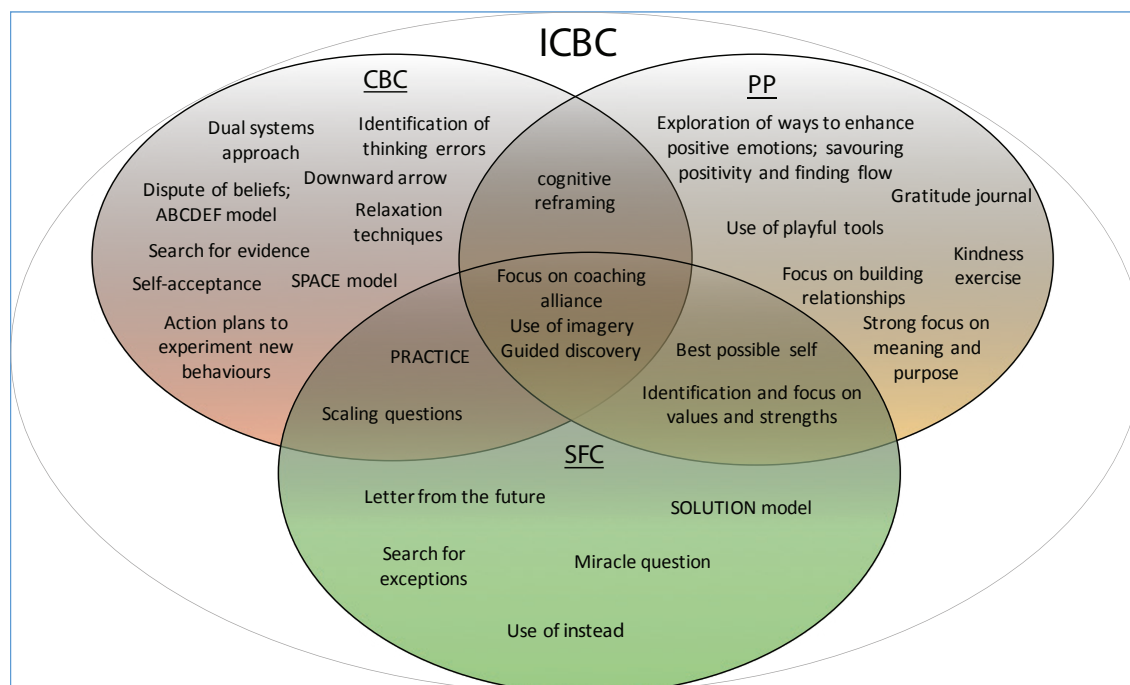 ICBC
CBC
Dual systems
approach
Identification of
thinking errors
Downward arrow
Dispute of beliefs;
ABCDEF model
Relaxation
techniques
Search for evidence
Self-acceptance
SPACE model
Action plans to
experiment new
behaviours
cognitive
reframing
PP
Exploration of ways to enhance
positive emotions; savouring
positivity and finding flow
Gratitude journal
Use of playful tools
Kindness
exercise
Focus on building
relationships
Strong focus on
meaning and
purpose
Focus on coaching
alliance
Use of imagery
Guided discovery
PRACTICE
Scaling questions
Best possible self
Identification and focus on
values and strengths
SFC
Letter from the future
SOLUTION model
Search for
exceptions
Miracle question
Use of instead